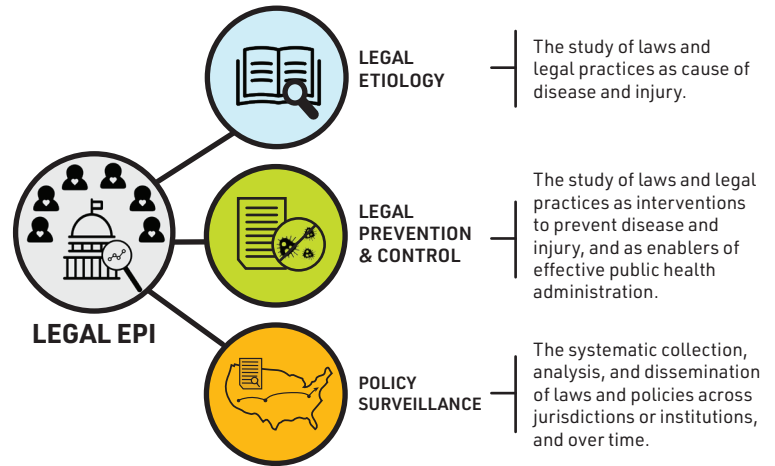 LEGAL
ETIOLOGY
The study of laws and
legal practices as cause of
disease and injury.
LEGAL EPI
LEGAL
PREVENTION
& CONTROL
The study of laws and legal
practices as interventions
to prevent disease and
injury, and as enablers of
effective public health
administration.
POLICY
SURVEILLANCE
The systematic collection,
analysis, and dissemination
of laws and policies across
jurisdictions or institutions,
and over time.